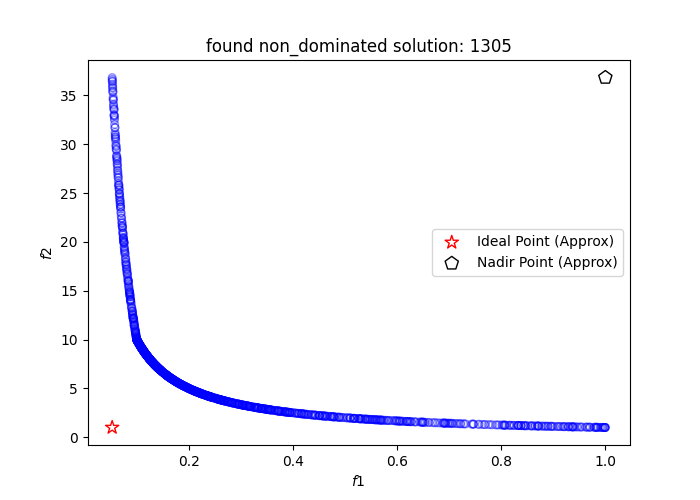 found non_dominated solution: 1305
35
30
25
20
15
10
5
0
f2
Ideal Point (Approx)
Nadir Point (Approx)
0.2 0.4 0.6 0.8 1.0
f1